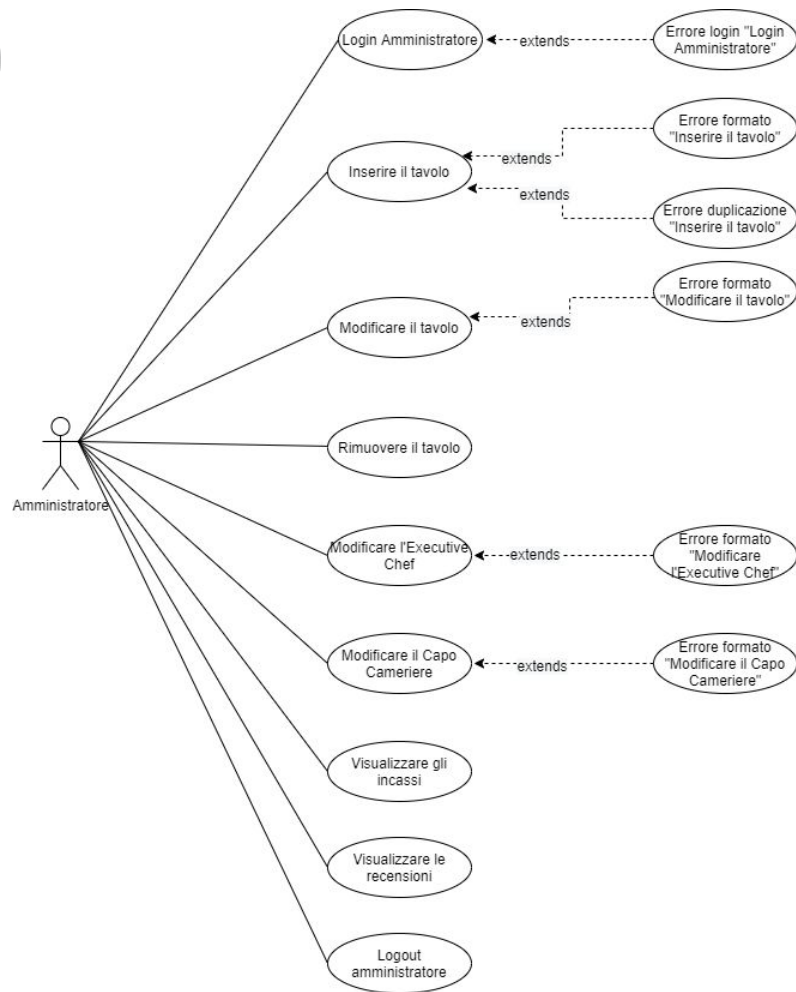 Login Amministratore
extends
Errore login "Login
Amministratore"
Inserire il tavolo
extends
Errore formato
"Inserire il tavolo"
extends
Errore duplicazione
"Inserire il tavolo"
Modificare il tavolo
extends
Errore formato
"Modificare il tavolo"
Amministratore
Rimuovere il tavolo
Modificare l'Executive
Chef
extends
Errore formato
"Modificare
l'Executive Chef"
Modificare il Capo
Cameriere
extends
Errore formato
"Modificare il Capo
Cameriere"
Visualizzare gli
incassi
Visualizzare le
recensioni
Logout
amministratore